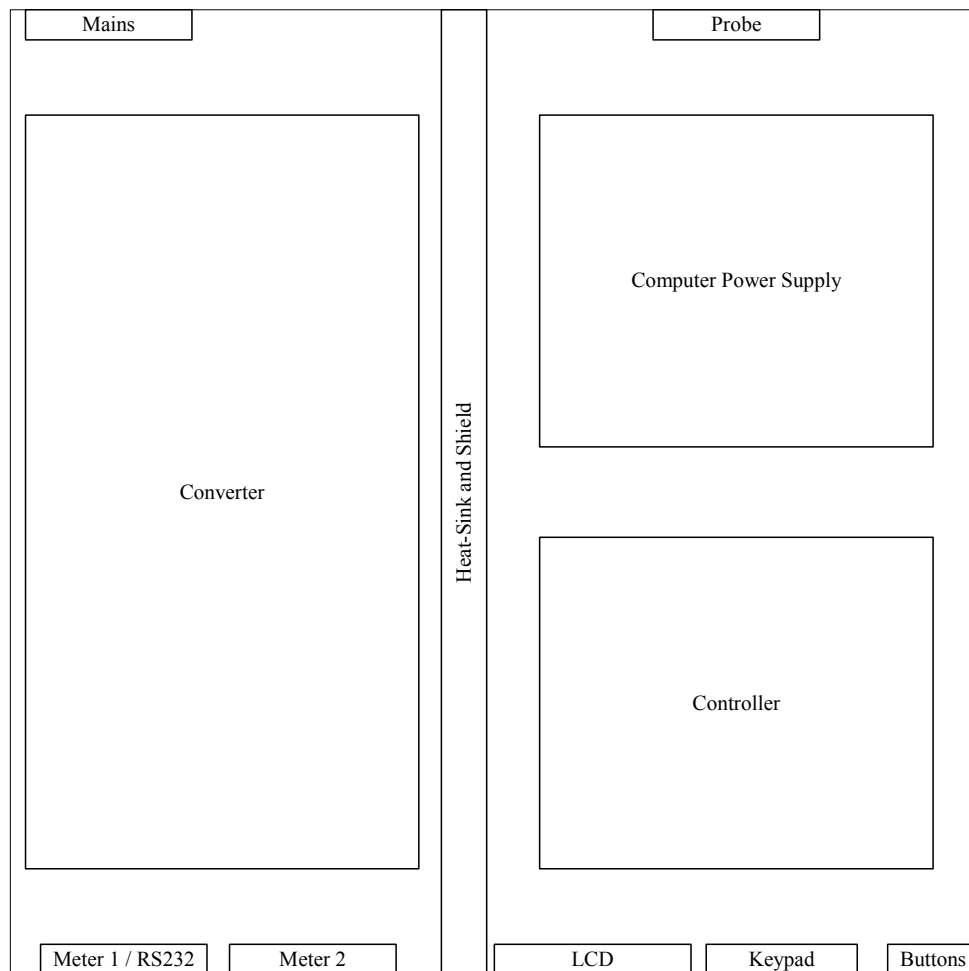 Mains
Probe
Computer Power Supply
Converter
Heat-Sink and Shield
Controller
Meter 1 / RS232
Meter 2
LCD
Keypad
Buttons